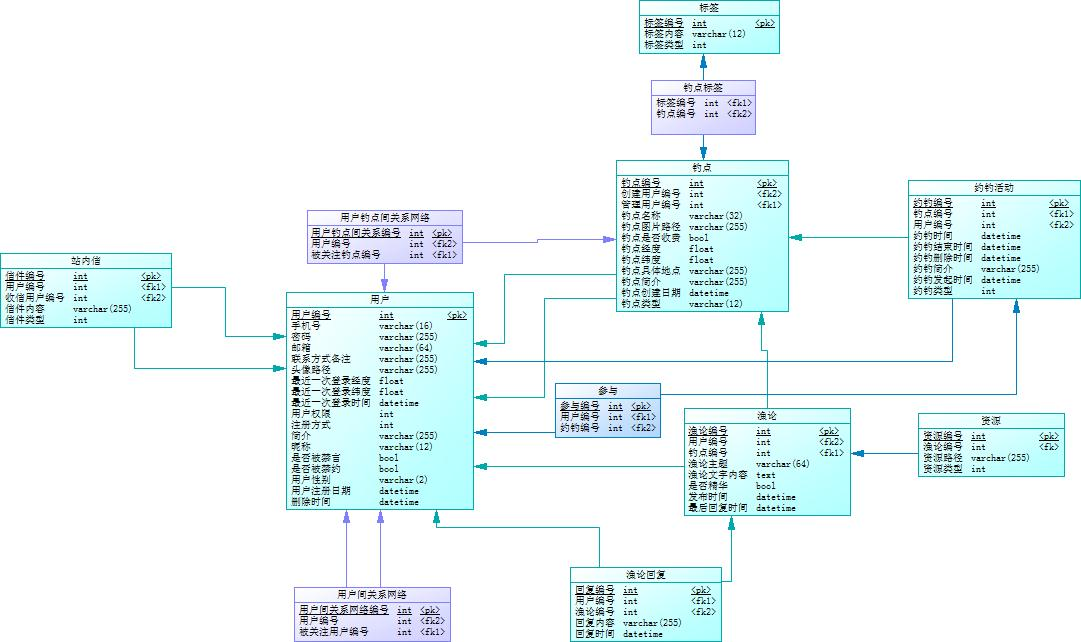 标签
标签编号 int <pk>
标签内容 varchar(12)
标签类型 int
钓点标签
标签编号 int <fk1>
钓点编号 int <fk2>
钓点
钓点编号 int <pk>
创建用户编号 int <fk2>
管理用户编号 int <fk1>
钓点名称 varchar(32)
钓点图片路径 varchar(255)
钓点是否收费 bool
钓点经度 float
钓点纬度 float
钓点具体地点 varchar(255)
钓点简介 varchar(255)
钓点创建日期 datetime
钓点类型 varchar(12)
约钓活动
约钓编号 int <pk>
钓点编号 int <fk1>
用户编号 int <fk2>
约钓时间 datetime
约钓结束时间 datetime
约钓删除时间 datetime
约钓简介 varchar(255)
约钓发起时间 datetime
约钓类型 int
用户钓点间关系网络
用户钓点间关系编号 int <pk>
用户编号 int <fk2>
被关注钓点编号 int <fk1>
站内信
信件编号 int <pk>
用户编号 int <fk1>
收信用户编号 int <fk2>
信件内容 varchar(255)
信件类型 int
用户
用户编号 int <pk>
手机号 varchar(16)
密码 varchar(255)
邮箱 varchar(64)
联系方式备注 varchar(255)
头像路径 varchar(255)
最近一次登录经度 float
最近一次登录纬度 float
最近一次登录时间 datetime
用户权限 int
注册方式 int
简介 varchar(255)
昵称 varchar(12)
是否被禁言 bool
是否被禁约 bool
用户性别 varchar(2)
用户注册日期 datetime
删除时间 datetime
参与
参与编号 int <pk>
用户编号 int <fk1>
约钓编号 int <fk2>
渔论
渔论编号 int <pk>
用户编号 int <fk2>
钓点编号 int <fk1>
渔论主题 varchar(64)
渔论文字内容 text
是否精华 bool
发布时间 datetime
最后回复时间 datetime
资源
资源编号 int <pk>
渔论编号 int <fk>
资源路径 varchar(255)
资源类型 int
用户间关系网络
用户间关系网络编号 int <pk>
用户编号 int <fk2>
被关注用户编号 int <fk1>
渔论回复
回复编号 int <pk>
用户编号 int <fk1>
渔论编号 int <fk2>
回复内容 varchar(255)
回复时间 datetime